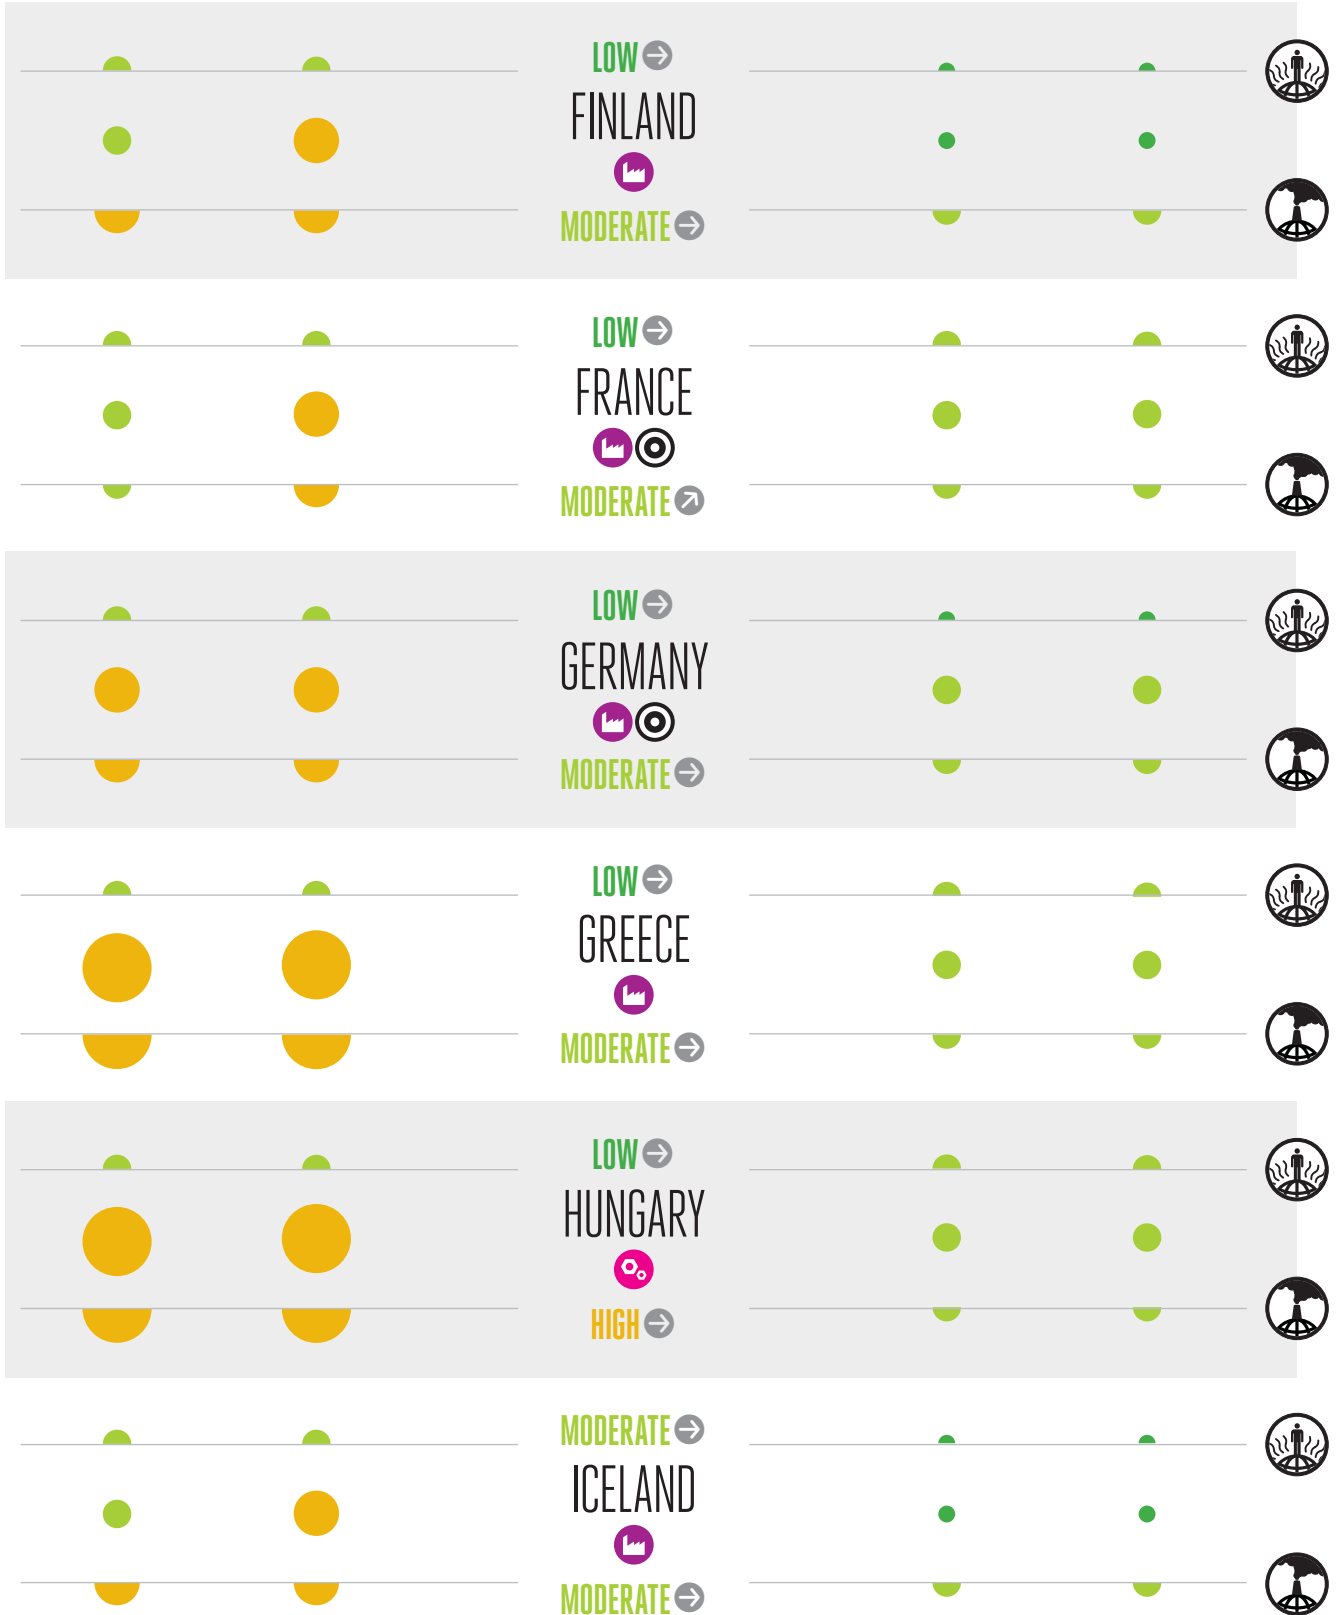 LOW
FINLAND
MODERATE
LOW
FRANCE
MODERATE
LOW
GERMANY
MODERATE
LOW
GREECE
MODERATE
LOW
HUNGARY
HIGH
MODERATE
ICELAND
MODERATE